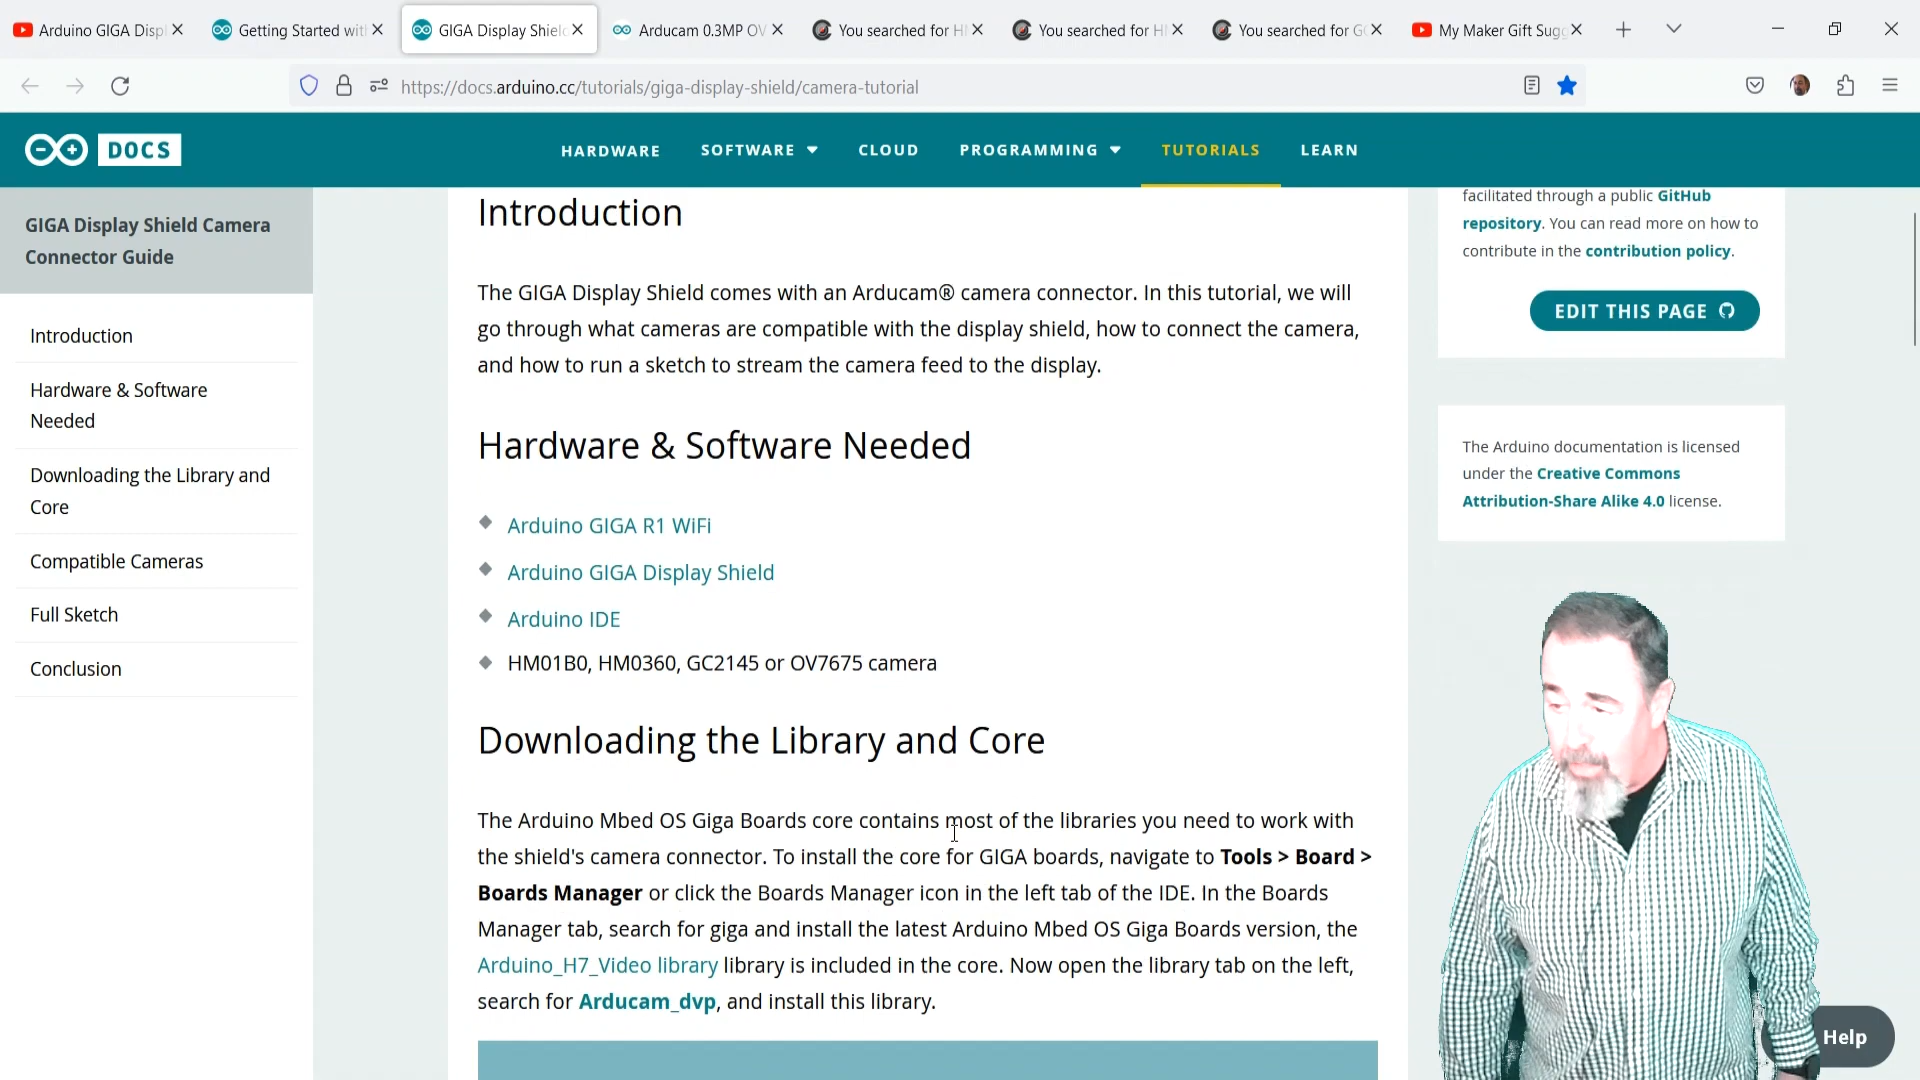 Arduino GIGA Displ
Getting Started wit
GIGA Display Shiel
Arducam 0.3MP OV
You searched for H
You searched for H
You searched for G
My Maker Gift Sugg
https://docs.arduino.cc/tutorials/giga-display-shield/camera-tutorial
DOCS
HARDWARE
SOFTWARE
CLOUD
PROGRAMMING
TUTORIALS
LEARN
GIGA Display Shield Camera
Connector Guide
Introduction
Hardware & Software
Needed
Downloading the Library and
Core
Compatible Cameras
Full Sketch
Conclusion
Introduction
The GIGA Display Shield comes with an Arducam® camera connector. In this tutorial, we will
go through what cameras are compatible with the display shield, how to connect the camera,
and how to run a sketch to stream the camera feed to the display.
Hardware & Software Needed
Arduino GIGA R1 WiFi
Arduino GIGA Display Shield
Arduino IDE
HM01B0, HM0360, GC2145 or OV7675 camera
Downloading the Library and Core
The Arduino Mbed OS Giga Boards core contains most of the libraries you need to work with
the shield's camera connector. To install the core for GIGA boards, navigate to Tools > Board >
Boards Manager or click the Boards Manager icon in the left tab of the IDE. In the Boards
Manager tab, search for giga and install the latest Arduino Mbed OS Giga Boards version, the
Arduino_H7_Video library library is included in the core. Now open the library tab on the left,
search for Arducam_dvp, and install this library.
facilitated through a public GitHub
repository. You can read more on how to
contribute in the contribution policy.
EDIT THIS PAGE
The Arduino documentation is licensed
under the Creative Commons
Attribution-Share Alike 4.0 license.
Help